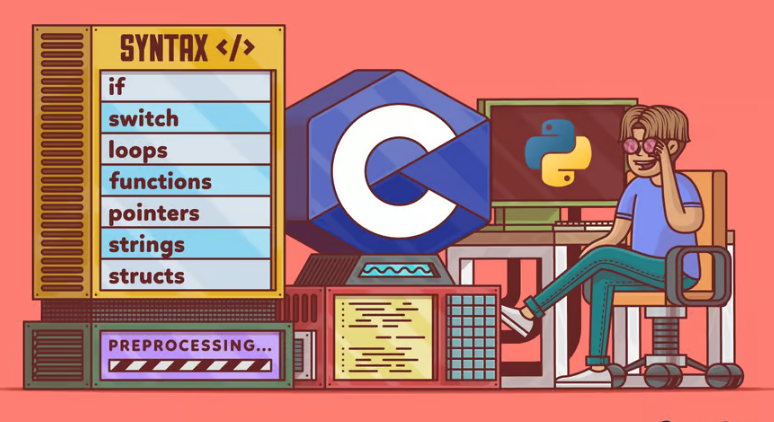 SYNTAX </>
if
switch
loops
functions
pointers
strings
structs
PREPROCESSING...
C